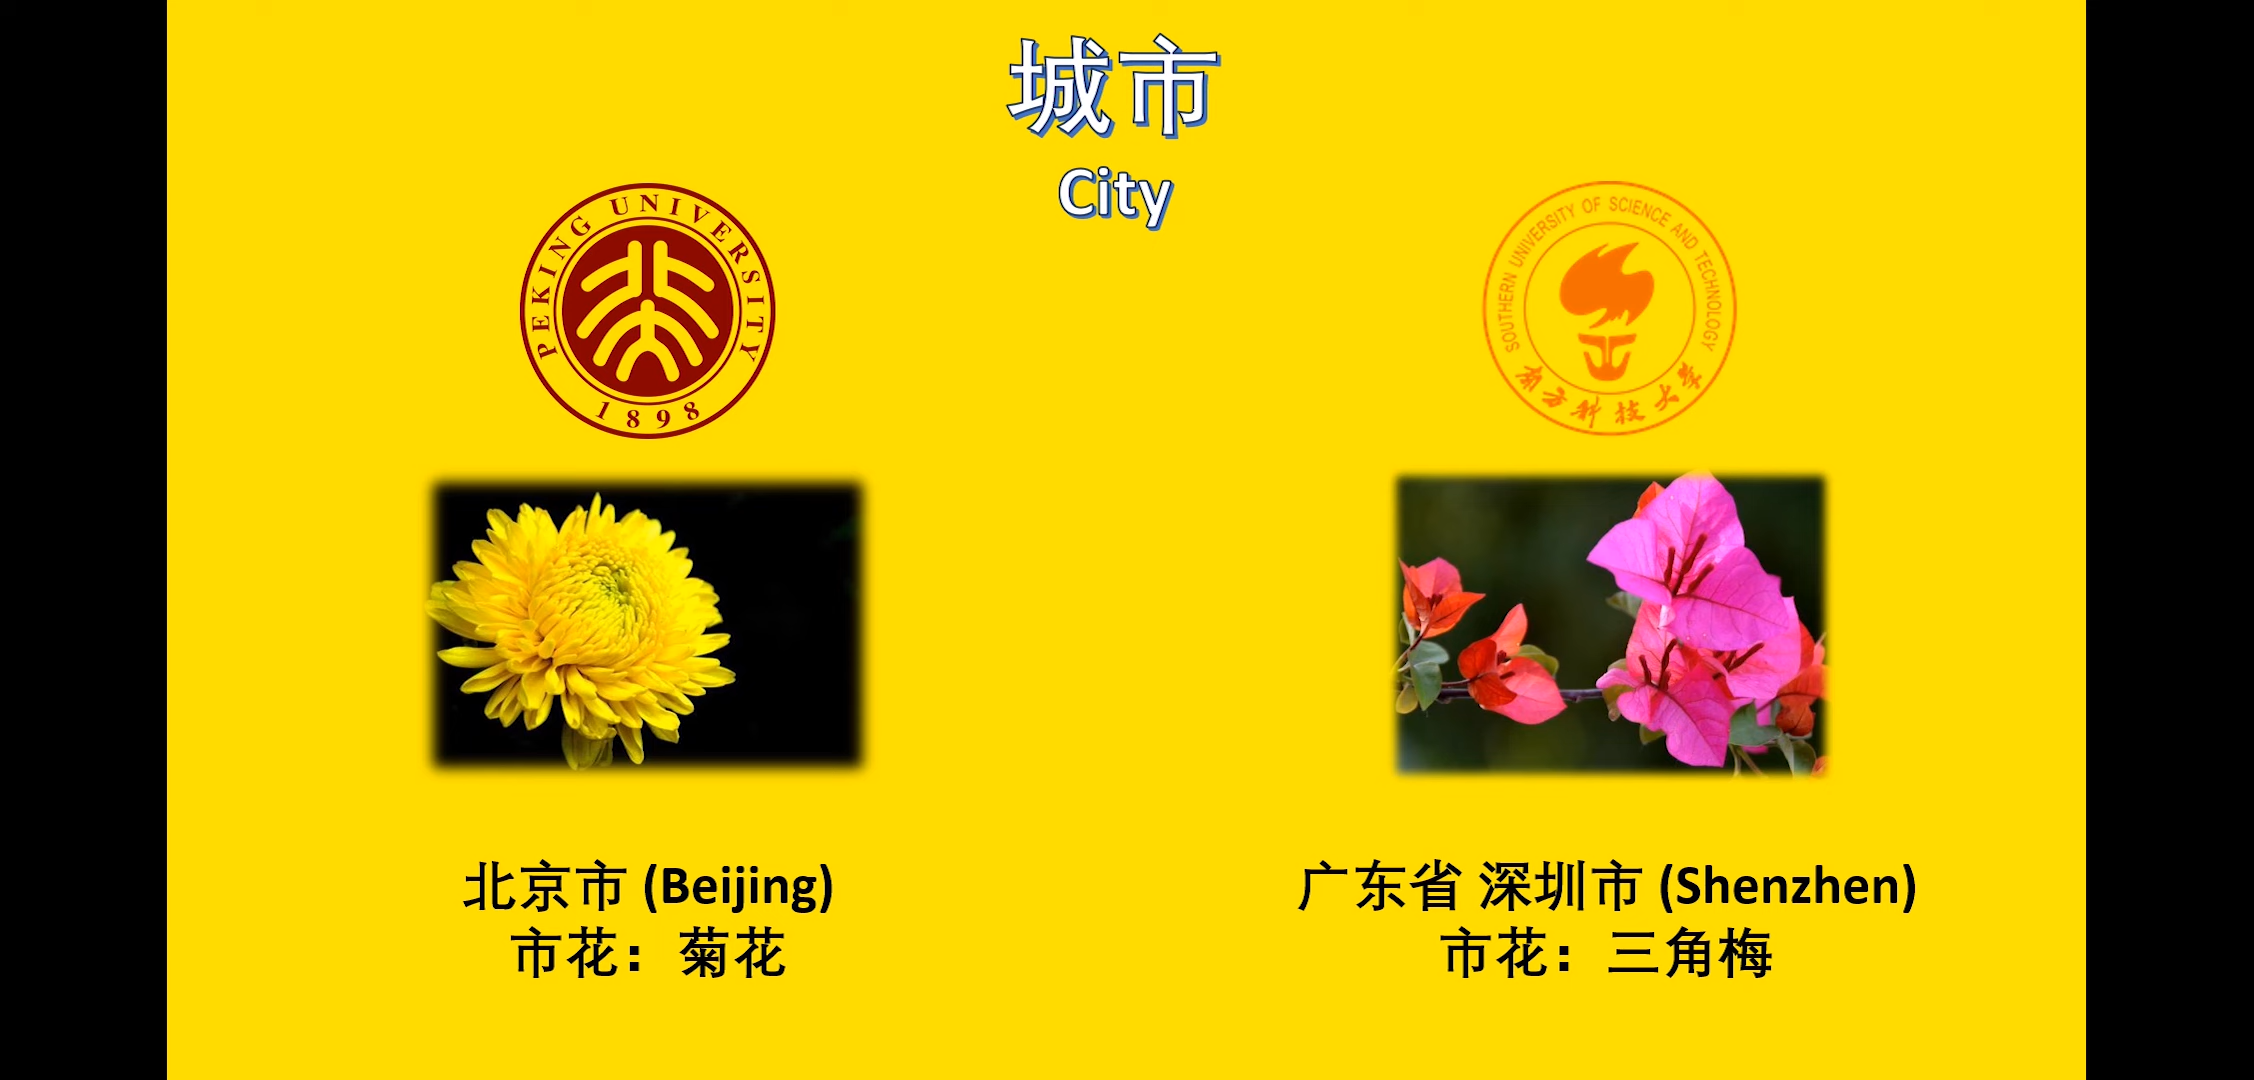 城市
City
PEKING UNIVERSITY
1898
SOUTHERN UNIVERSITY OF SCIENCE AND TECHNOLOGY
南方科技大学
北京市 (Beijing)
市花：菊花
广东省 深圳市 (Shenzhen)
市花：三角梅